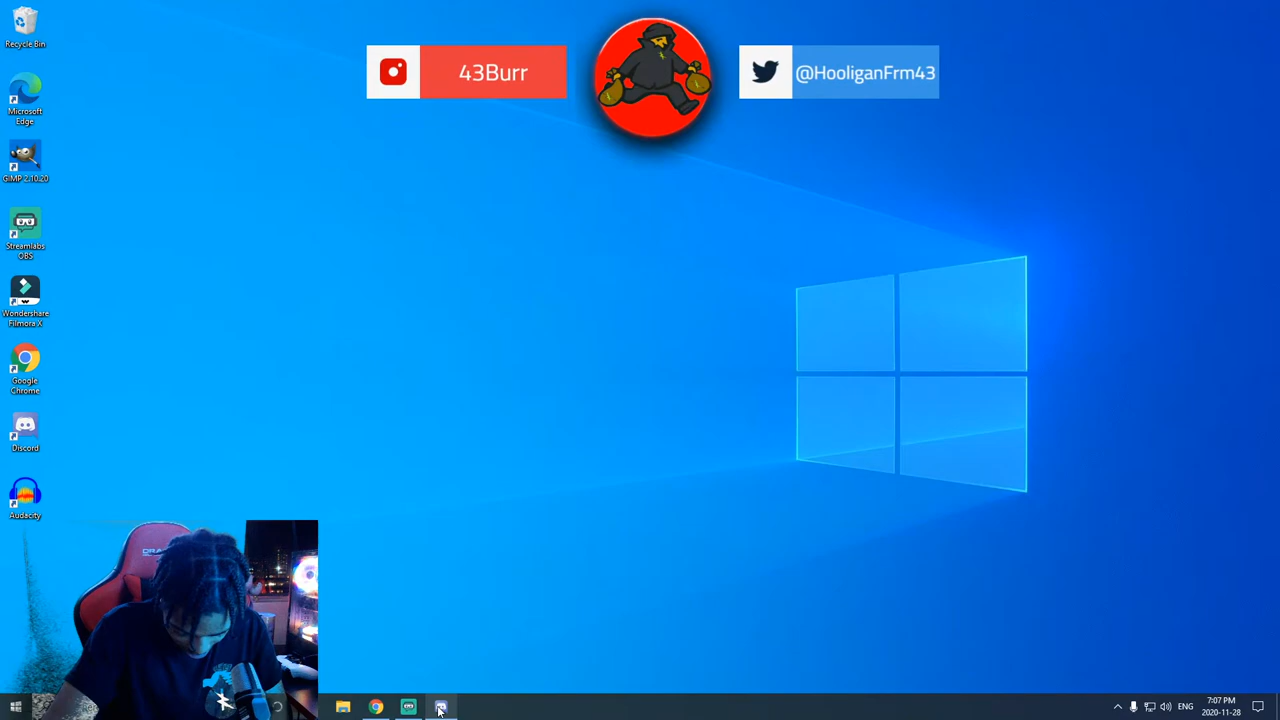 Recycle Bin
43Burr
@HooliganFrm43
Microsoft
Edge
GIMP 2.10.20
Streamlabs
OBS
Wondershare
Filmora X
Google
Chrome
Discord
Audacity
ENG
7:07 PM
2020-11-28